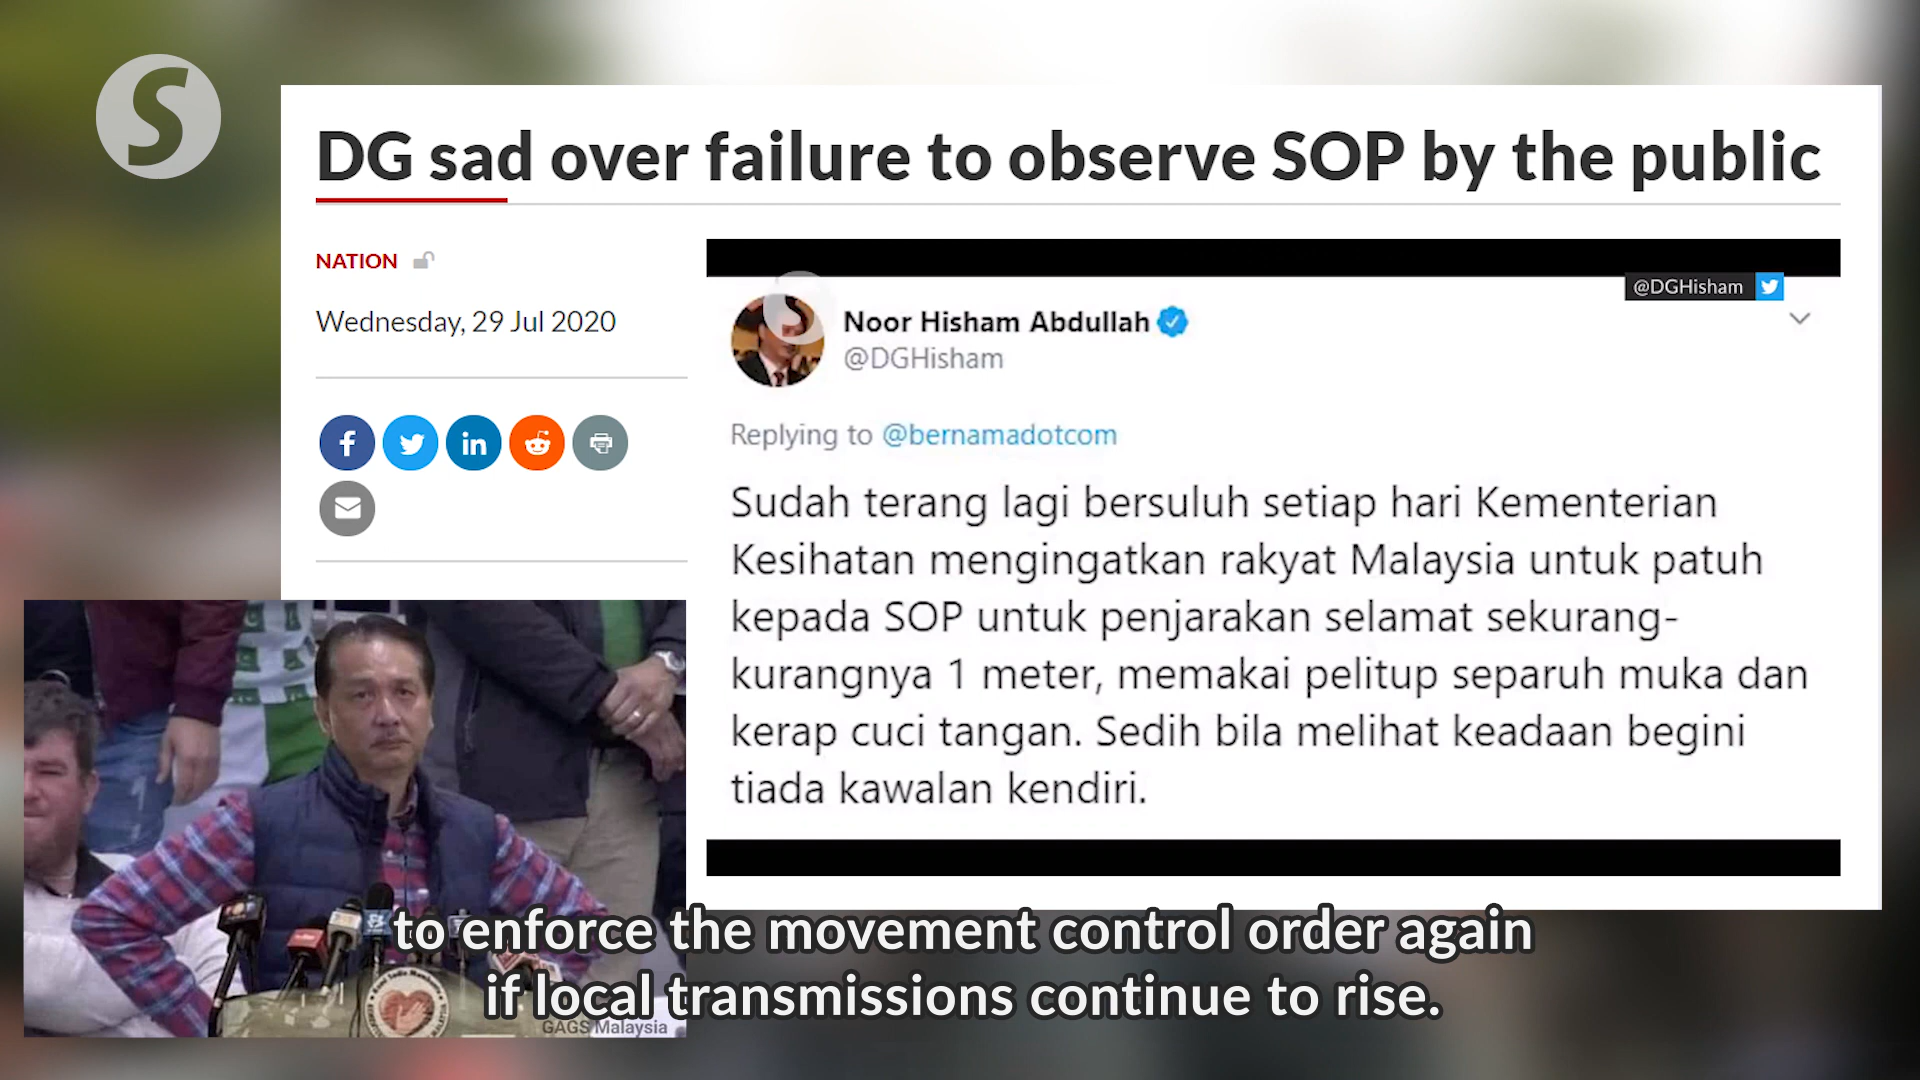 S
DG sad over failure to observe SOP by the public
NATION
Wednesday, 29 Jul 2020
@DGHisham
S
Noor Hisham Abdullah
@DGHisham
Replying to @bernamadotcom
Sudah terang lagi bersuluh setiap hari Kementerian
Kesihatan mengingatkan rakyat Malaysia untuk patuh
kepada SOP untuk penjarakan selamat sekurang-
kurangnya 1 meter, memakai pelitup separuh muka dan
kerap cuci tangan. Sedih bila melihat keadaan begini
tiada kawalan kendiri.
to enforce the movement control order again
if local transmissions continue to rise.
GAGS Malaysia